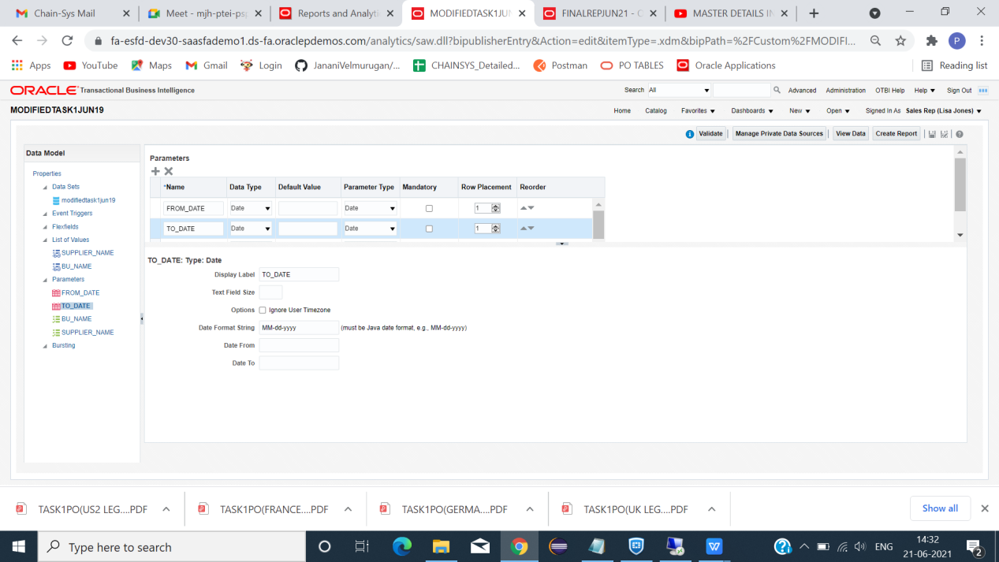 Chain-Sys Mail
Meet - mjh-ptei-psp
Reports and Analyti
MODIFIEDTASK1JUN
FINALREPJUN21 - O
MASTER DETAILS IN
fa-esfd-dev30-saasfademo1.ds-fa.oraclepdemos.com/analytics/saw.dll?bipublisherEntry&Action=edit&itemType=.xdm&bipPath=%2FCustom%2FMODIFI...
P
Apps YouTube Maps Gmail Login JananiVelmurugan/... CHAINSYS_Detailed... Postman PO TABLES Oracle Applications Reading list
ORACLE Transactional Business Intelligence
Search All Advanced Administration OTBI Help Help Sign Out
MODIFIEDTASK1JUN19
Home Catalog Favorites Dashboards New Open Signed In As Sales Rep (Lisa Jones)
Validate Manage Private Data Sources View Data Create Report
Data Model
Properties
Data Sets
modifiedtask1jun19
Event Triggers
Flexfields
List of Values
SUPPLIER_NAME
BU_NAME
Parameters
FROM_DATE
TO_DATE
BU_NAME
SUPPLIER_NAME
Bursting
Parameters
*Name Data Type Default Value Parameter Type Mandatory Row Placement Reorder
FROM_DATE Date Date 1
TO_DATE Date Date 1
TO_DATE: Type: Date
Display Label TO_DATE
Text Field Size
Options Ignore User Timezone
Date Format String MM-dd-yyyy (must be Java date format, e.g., MM-dd-yyyy)
Date From
Date To
TASK1PO(US2 LEG....PDF TASK1PO(FRANCE....PDF TASK1PO(GERMA....PDF TASK1PO(UK LEG....PDF Show all
Type here to search
ENG
14:32
21-06-2021
2